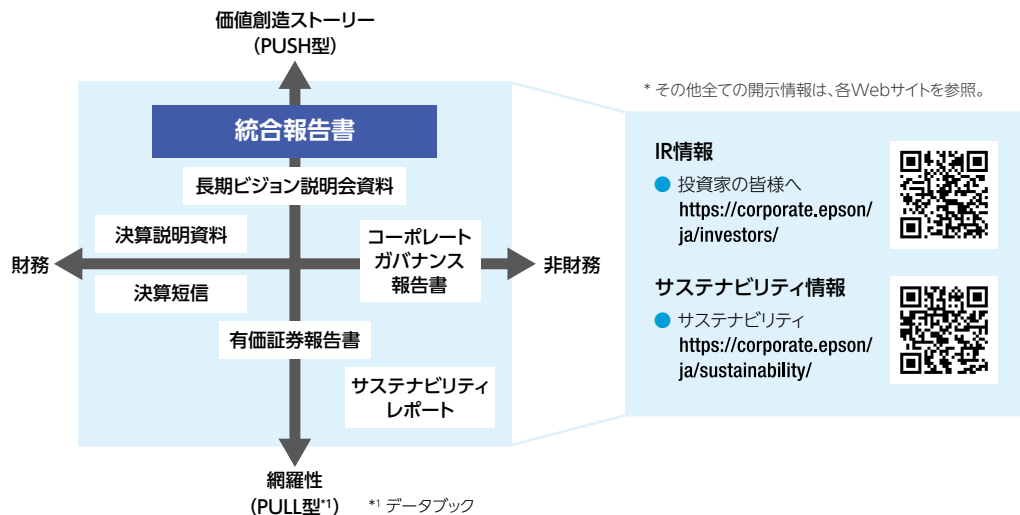 価値創造ストーリー
(PUSH型)
統合報告書
長期ビジョン説明会資料
決算説明資料
コーポレート
ガバナンス
報告書
財務
非財務
決算短信
有価証券報告書
サステナビリティ
レポート
網羅性
(PULL型*1)
*1 データブック
* その他全ての開示情報は、各Webサイトを参照。
IR情報
● 投資家の皆様へ
https://corporate.epson/
ja/investors/
サステナビリティ情報
● サステナビリティ
https://corporate.epson/
ja/sustainability/